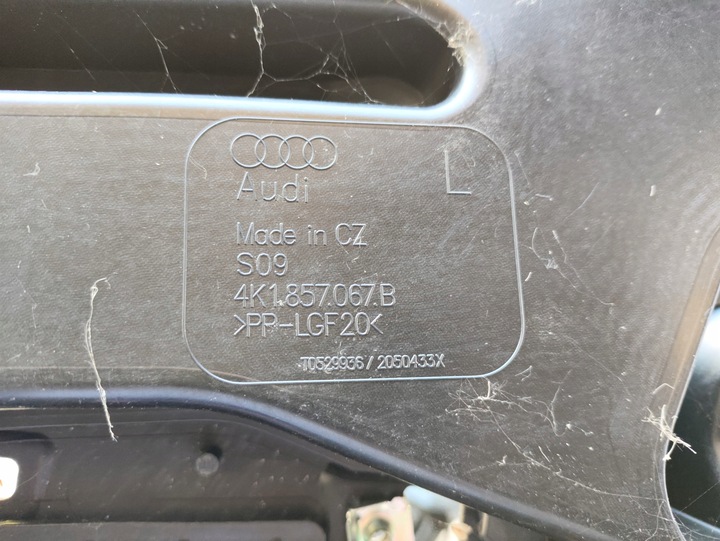 Audi
L
Made in CZ
S09
4K1.857.067.B
>PP-LGF20<
T0529936 / 2050433X